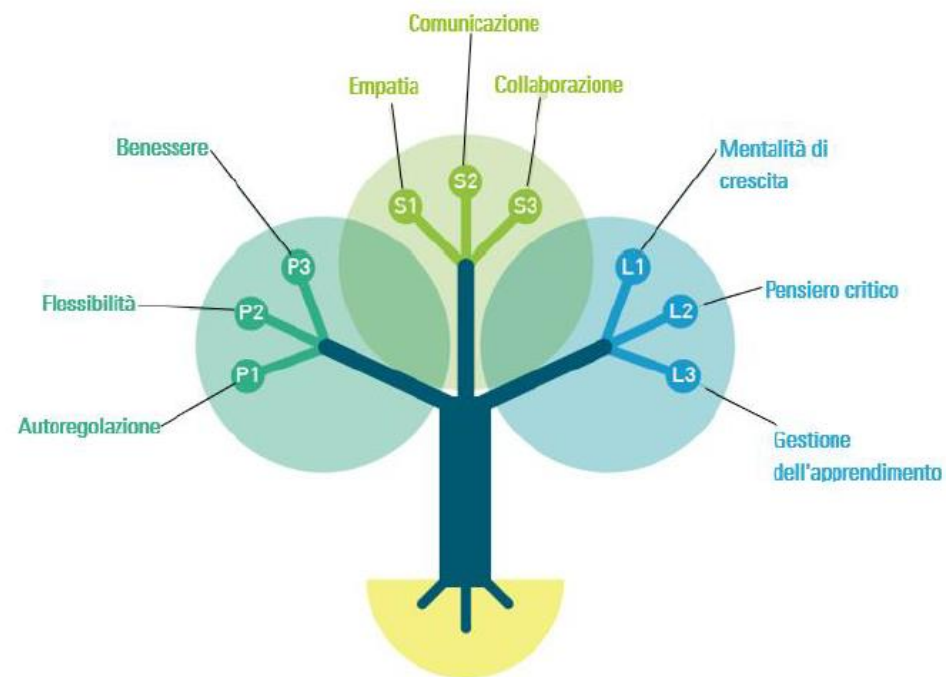 Comunicazione
Empatia
Collaborazione
Benessere
Mentalità di
crescita
S1
S2
S3
P3
L1
Flessibilità
P2
L2
Pensiero critico
P1
L3
Autoregolazione
Gestione
dell'apprendimento